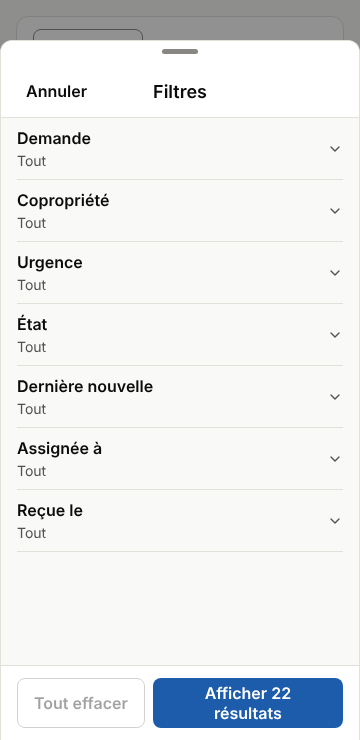 Annuler
Filtres
Demande
Tout
Copropriété
Tout
Urgence
Tout
État
Tout
Dernière nouvelle
Tout
Assignée à
Tout
Reçue le
Tout
Tout effacer
Afficher 22
résultats